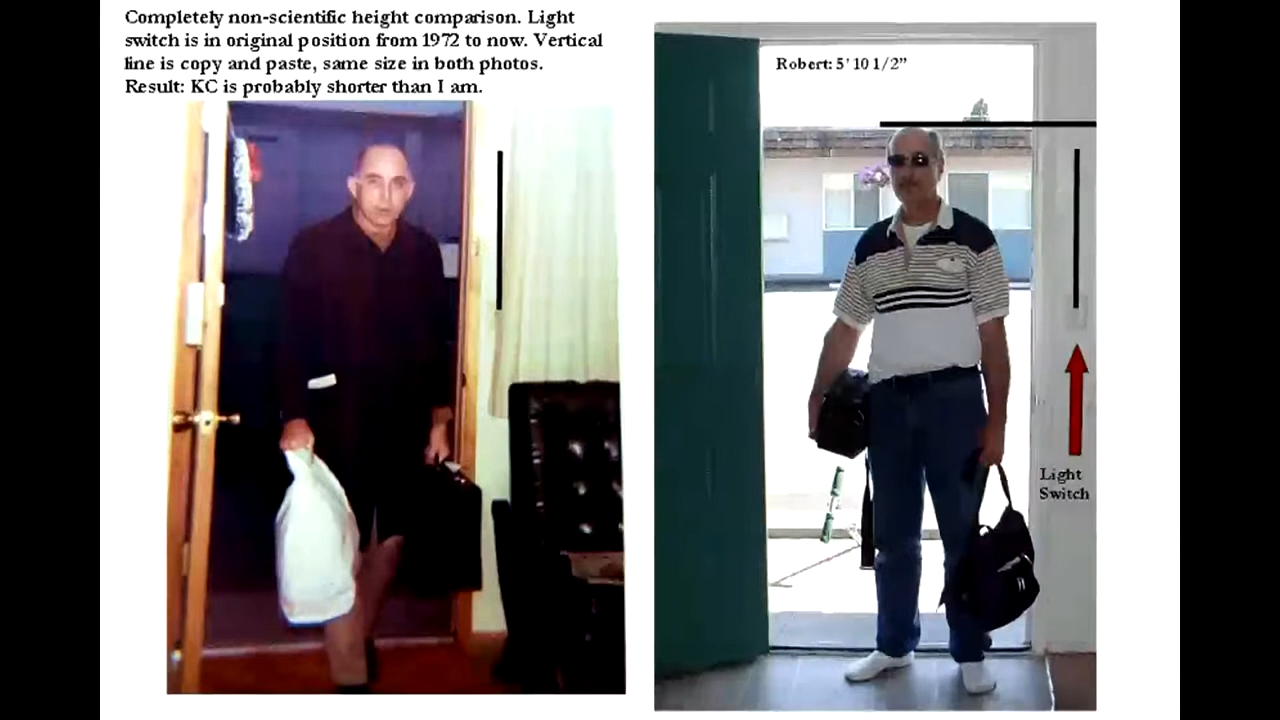 Completely non-scientific height comparison. Light
switch is in original position from 1972 to now. Vertical
line is copy and paste, same size in both photos.
Result: KC is probably shorter than I am.
Robert: 5' 10 1/2”
Light
Switch